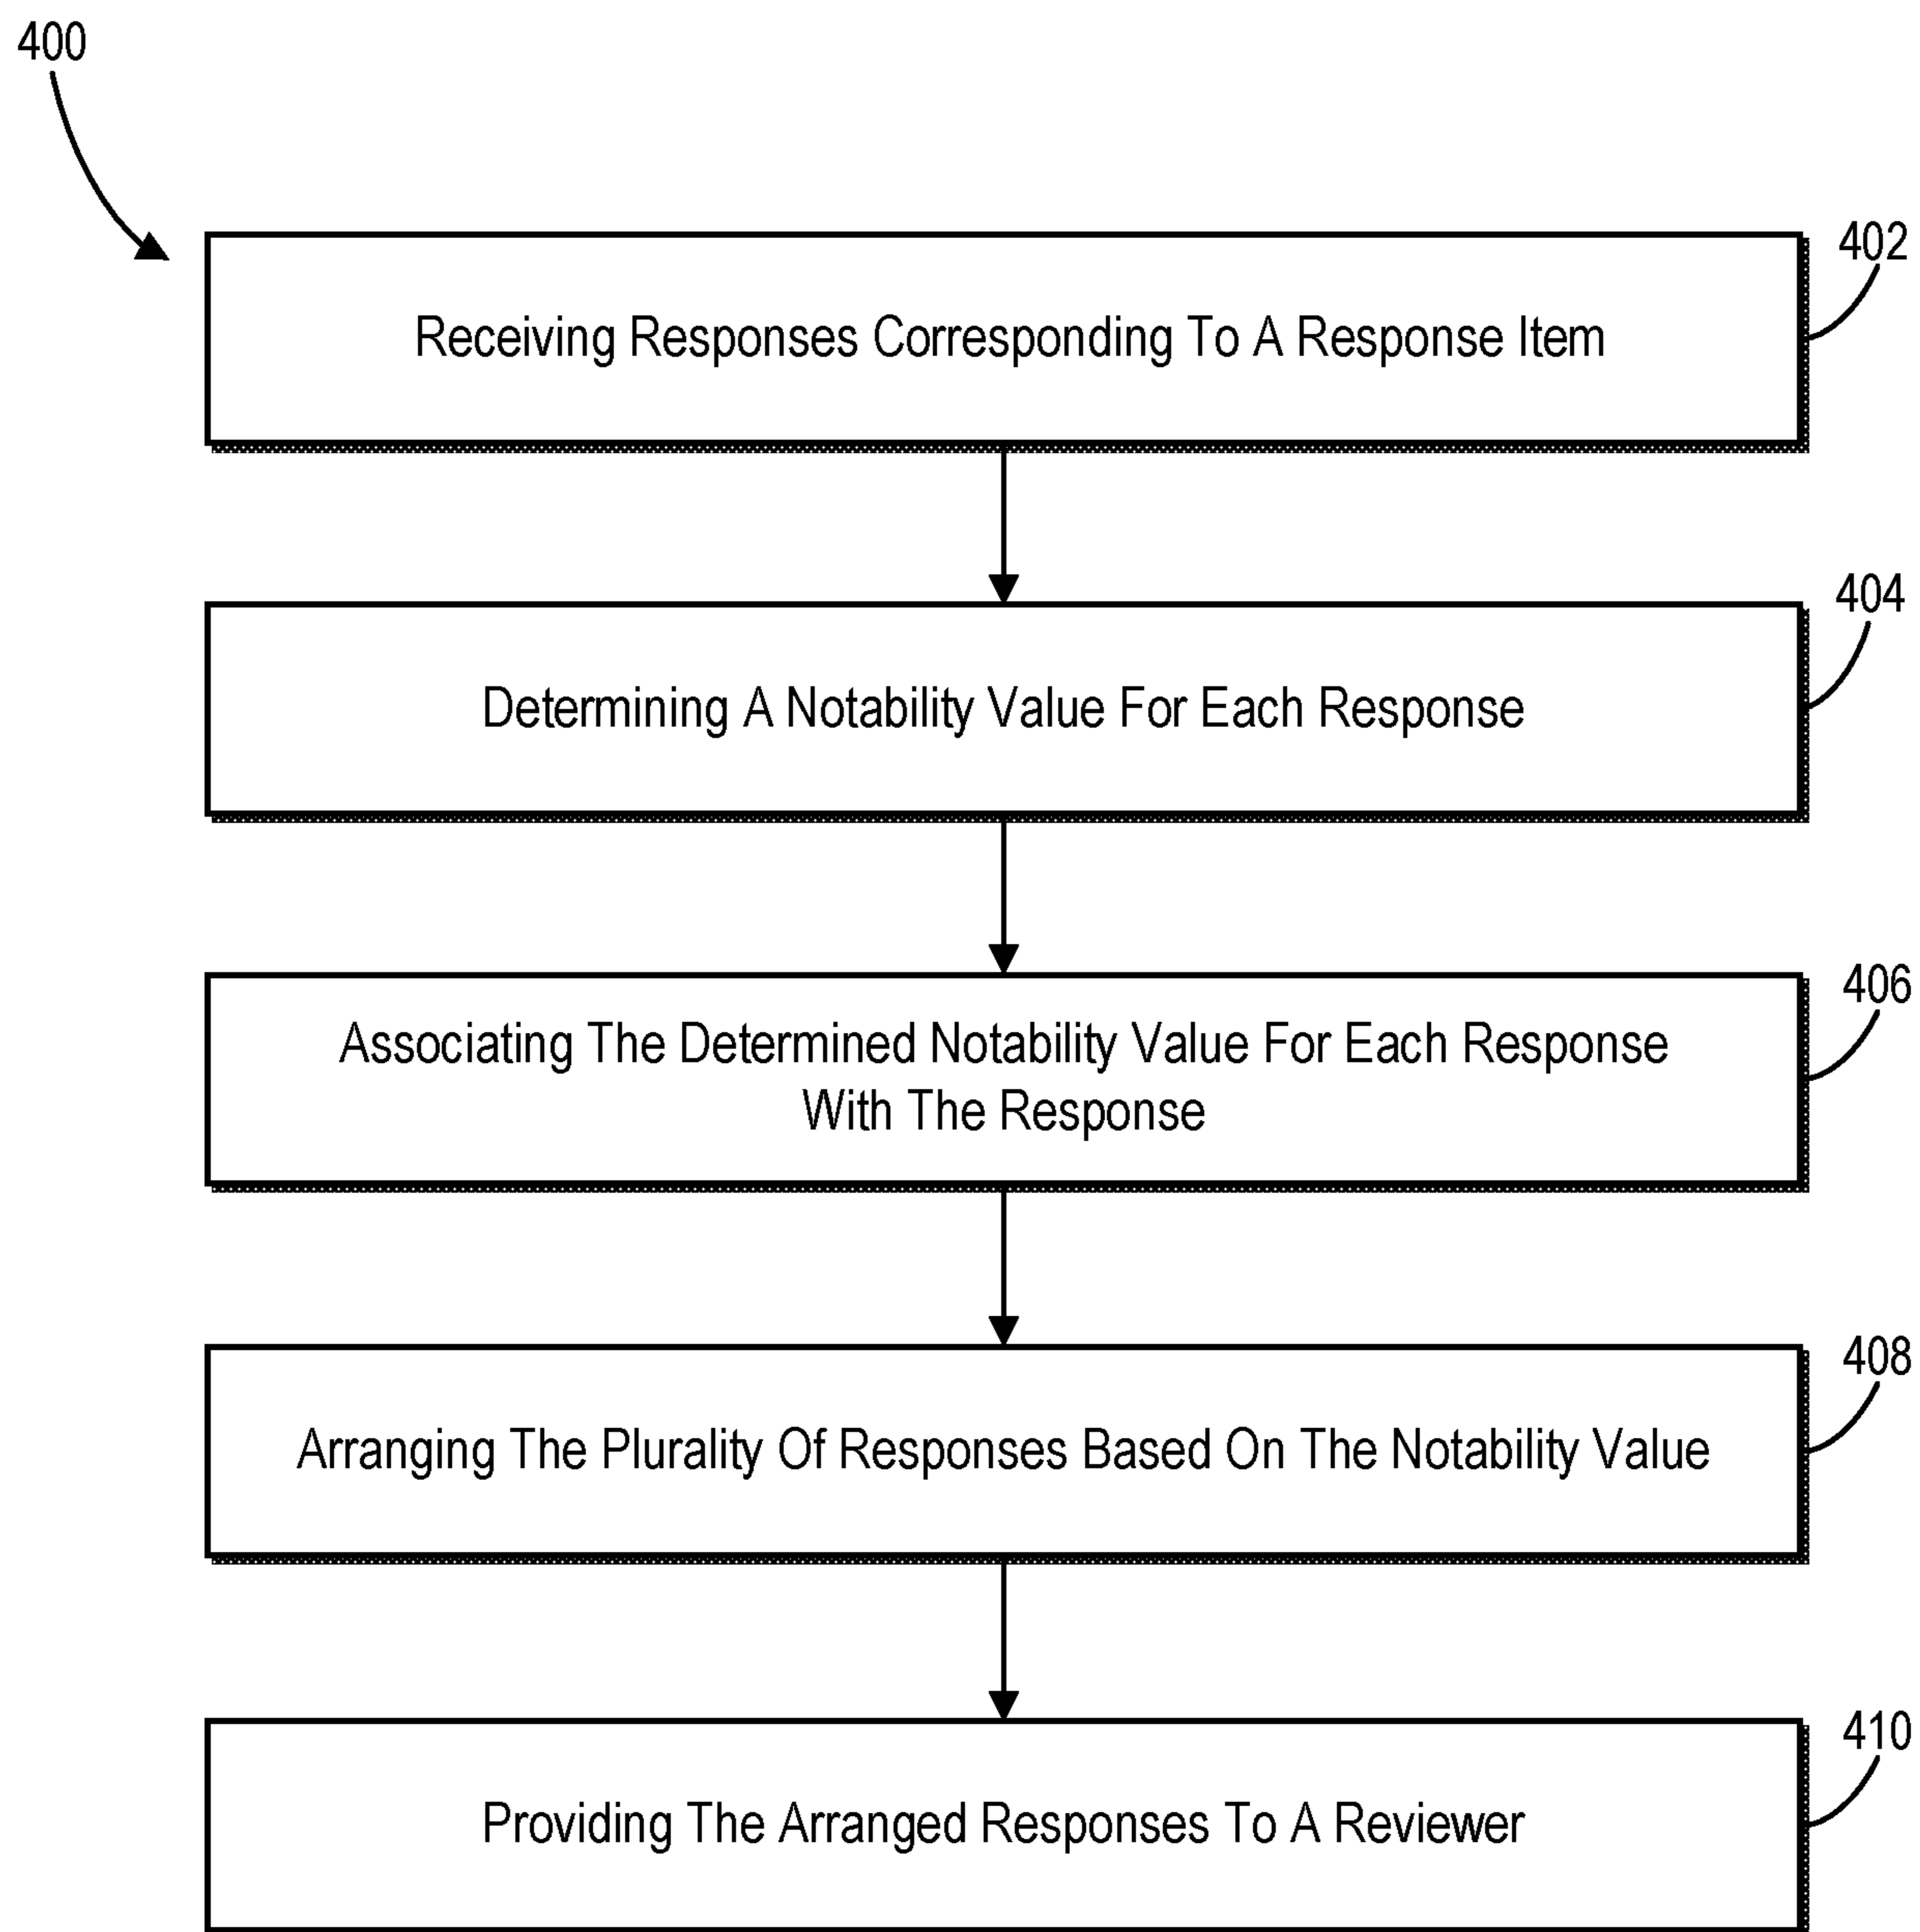 400
402
Receiving Responses Corresponding To A Response Item
404
Determining A Notability Value For Each Response
406
Associating The Determined Notability Value For Each Response
With The Response
408
Arranging The Plurality Of Responses Based On The Notability Value
410
Providing The Arranged Responses To A Reviewer